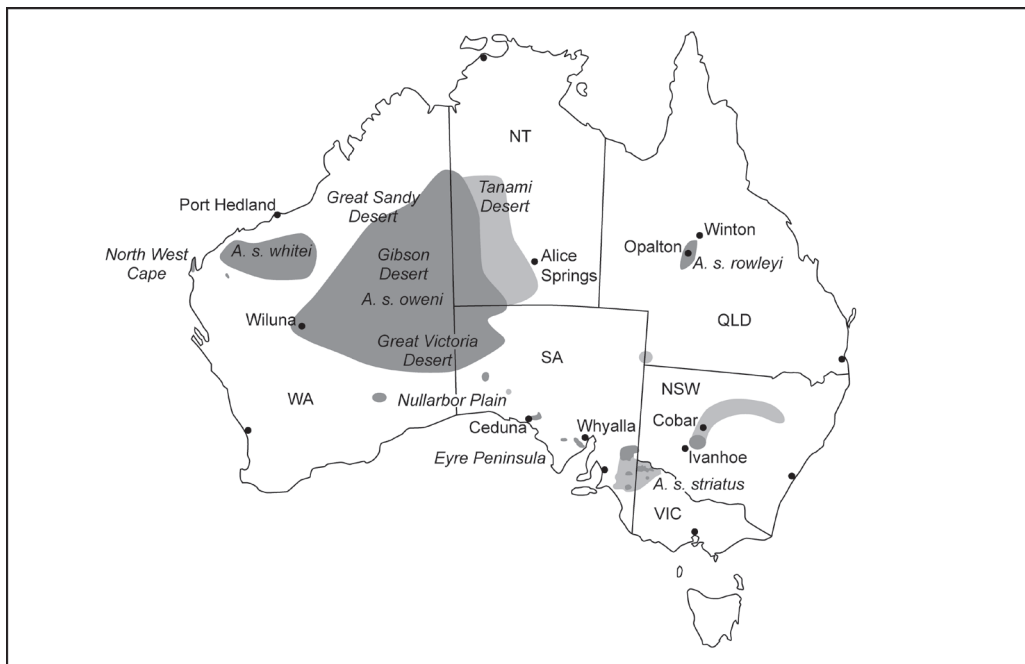 NT
Tanami
Desert
Great Sandy
Desert
Port Hedland
North West
Cape
A. s. whitei
Gibson
Desert
A. s. oweni
Alice
Springs
Winton
Opalton
A. s. rowleyi
Wiluna
Great Victoria
Desert
QLD
SA
WA
Nullarbor Plain
NSW
Cobar
Ceduna
Whyalla
Eyre Peninsula
Ivanhoe
A. s. striatus
VIC